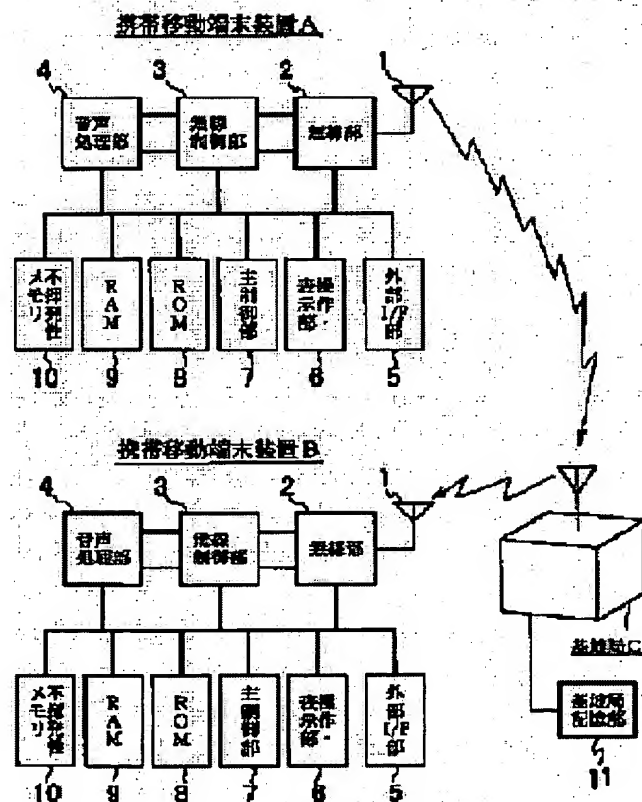 携帯移動端末装置A
4 3 2 1
音声処理部
無線制御部
無線部
不揮発性メモリ
RAM
ROM
主制御部
操作・表示部
外部I/F部
10 9 8 7 6 5
携帯移動端末装置B
4 3 2 1
音声処理部
無線制御部
無線部
基地局C
不揮発性メモリ
RAM
ROM
主制御部
操作・表示部
外部I/F部
基地局記憶部
10 9 8 7 6 5 11